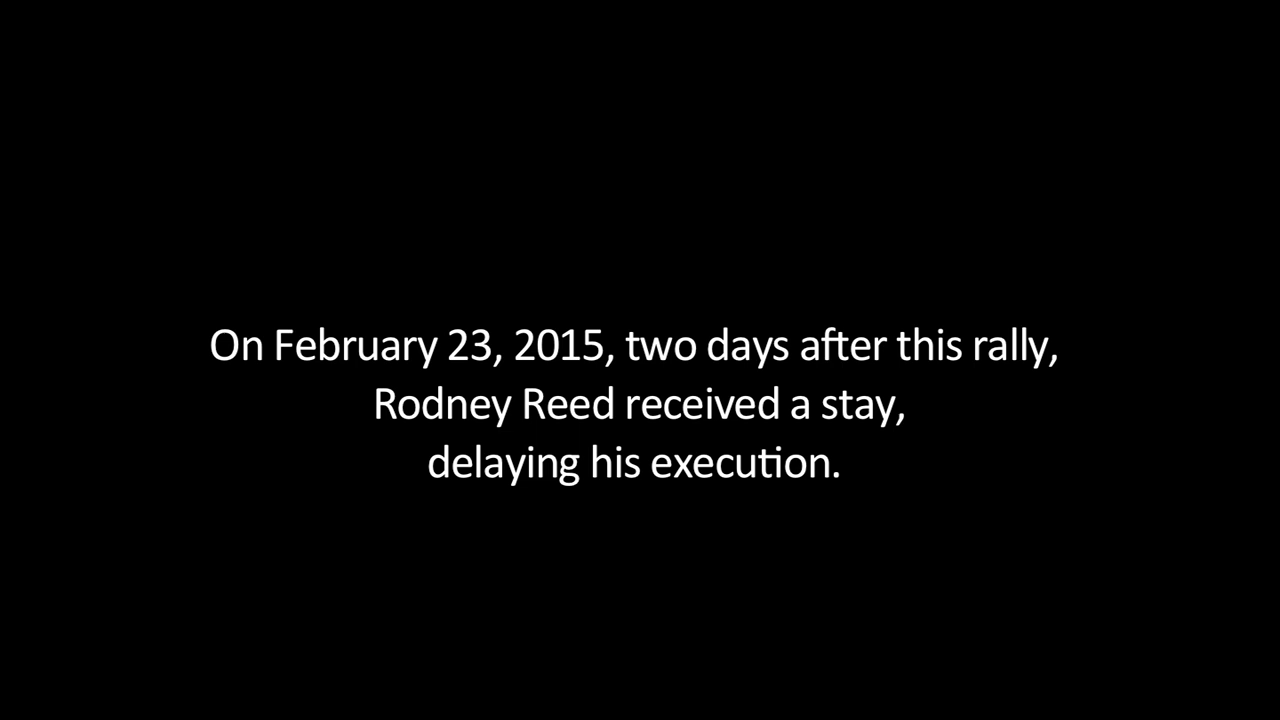 On February 23, 2015, two days after this rally,
Rodney Reed received a stay,
delaying his execution.